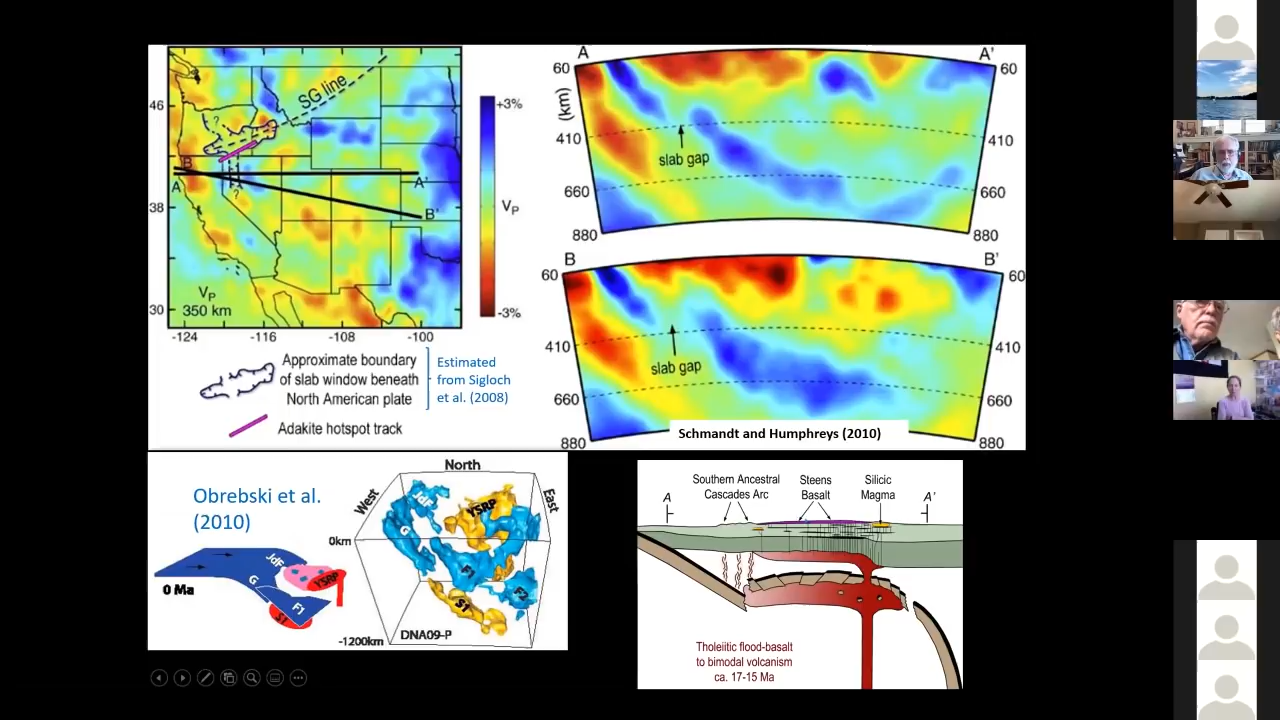 46
38
30
-124
-116
-108
-100
SG line
?
?
B
A
A'
B'
V_P
350 km
+3%
V_P
-3%
Approximate boundary
of slab window beneath
North American plate
Estimated
from Sigloch
et al. (2008)
Adakite hotspot track
A
A'
60
60
(km)
410
410
slab gap
660
660
880
880
B
B'
60
60
410
410
slab gap
660
660
880
880
Schmandt and Humphreys (2010)
Obrebski et al.
(2010)
JdF
G
YSRP
0 Ma
F1
S1
North
West
East
JdF
YSRP
G
0km
F1
F2
S1
-1200km
DNA09-P
Southern Ancestral
Cascades Arc
Steens
Basalt
Silicic
Magma
A
A'
Tholeiitic flood-basalt
to bimodal volcanism
ca. 17-15 Ma